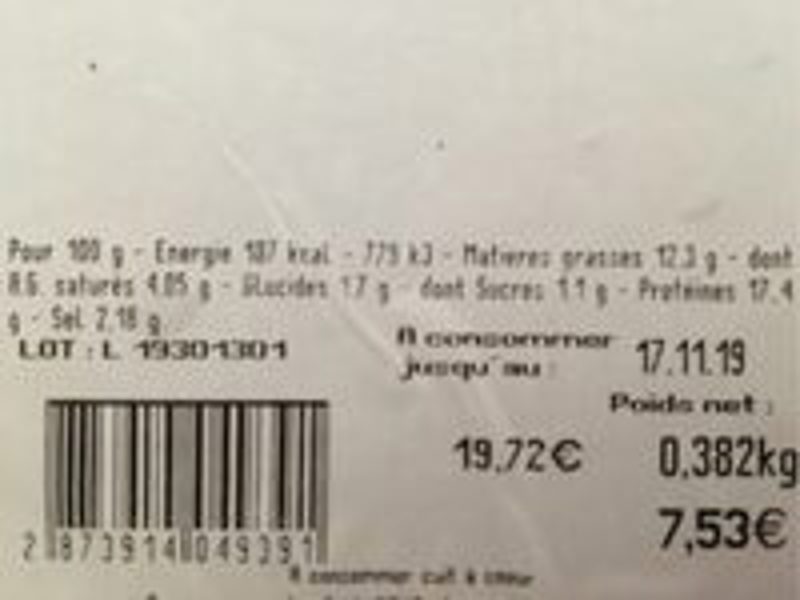 Pour 100 g - Energie 187 kcal - 779 kJ - Matieres grasses 12.3 g - dont
A.G. saturés 4.05 g - Glucides 1.7 g - dont Sucres 1.1 g - Proteines 17.4
g - Sel 2.18 g
LOT : L 19301301
A consommer
jusqu'au : 17.11.19
Poids net :
19,72€ 0,382kg
7,53€
2 873914 049391
A consommer cuit à coeur